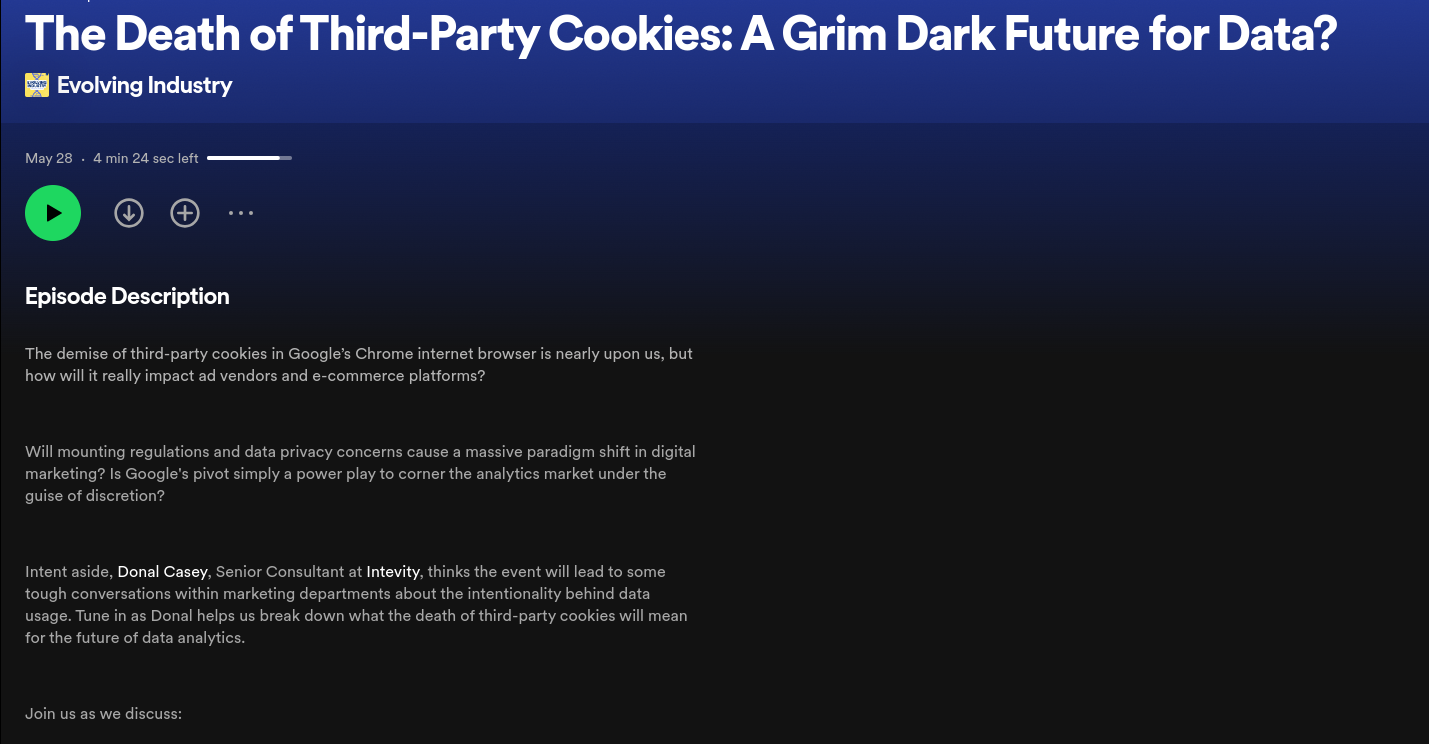 The Death of Third-Party Cookies: A Grim Dark Future for Data?
Evolving Industry
May 28 · 4 min 24 sec left
Episode Description
The demise of third-party cookies in Google’s Chrome internet browser is nearly upon us, but
how will it really impact ad vendors and e-commerce platforms?
Will mounting regulations and data privacy concerns cause a massive paradigm shift in digital
marketing? Is Google's pivot simply a power play to corner the analytics market under the
guise of discretion?
Intent aside, Donal Casey, Senior Consultant at Intevity, thinks the event will lead to some
tough conversations within marketing departments about the intentionality behind data
usage. Tune in as Donal helps us break down what the death of third-party cookies will mean
for the future of data analytics.
Join us as we discuss: